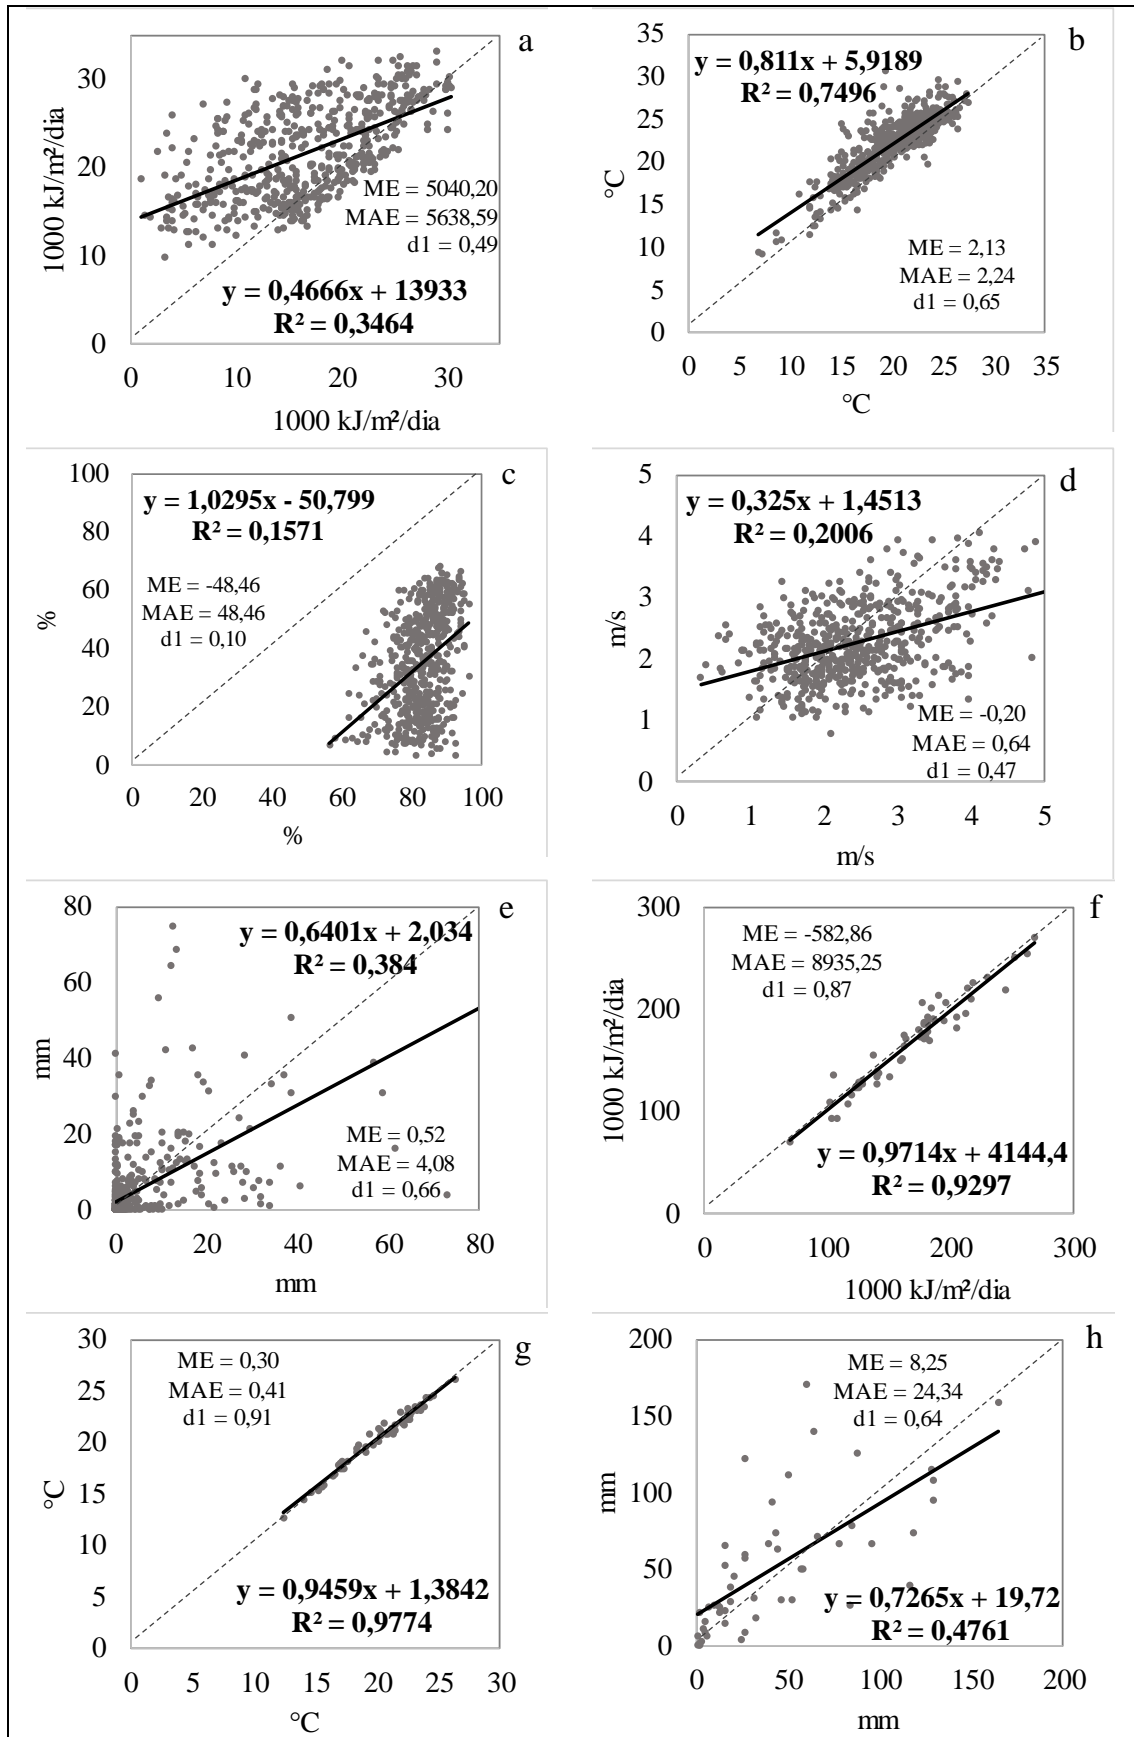 a
30
20
10
0
1000 kJ/m²/dia
ME = 5040,20
MAE = 5638,59
d1 = 0,49
y = 0,4666x + 13933
R² = 0,3464
0 10 20 30
1000 kJ/m²/dia
b
35
30
25
20
15
10
5
0
°C
y = 0,811x + 5,9189
R² = 0,7496
ME = 2,13
MAE = 2,24
d1 = 0,65
0 5 10 15 20 25 30 35
°C
c
100
80
60
40
20
0
%
y = 1,0295x - 50,799
R² = 0,1571
ME = -48,46
MAE = 48,46
d1 = 0,10
0 20 40 60 80 100
%
d
5
4
3
2
1
0
m/s
y = 0,325x + 1,4513
R² = 0,2006
ME = -0,20
MAE = 0,64
d1 = 0,47
0 1 2 3 4 5
m/s
e
80
60
40
20
0
mm
y = 0,6401x + 2,034
R² = 0,384
ME = 0,52
MAE = 4,08
d1 = 0,66
0 20 40 60 80
mm
f
300
200
100
0
1000 kJ/m²/dia
ME = -582,86
MAE = 8935,25
d1 = 0,87
y = 0,9714x + 4144,4
R² = 0,9297
0 100 200 300
1000 kJ/m²/dia
g
30
25
20
15
10
5
0
°C
ME = 0,30
MAE = 0,41
d1 = 0,91
y = 0,9459x + 1,3842
R² = 0,9774
0 5 10 15 20 25 30
°C
h
200
150
100
50
0
mm
ME = 8,25
MAE = 24,34
d1 = 0,64
y = 0,7265x + 19,72
R² = 0,4761
0 50 100 150 200
mm